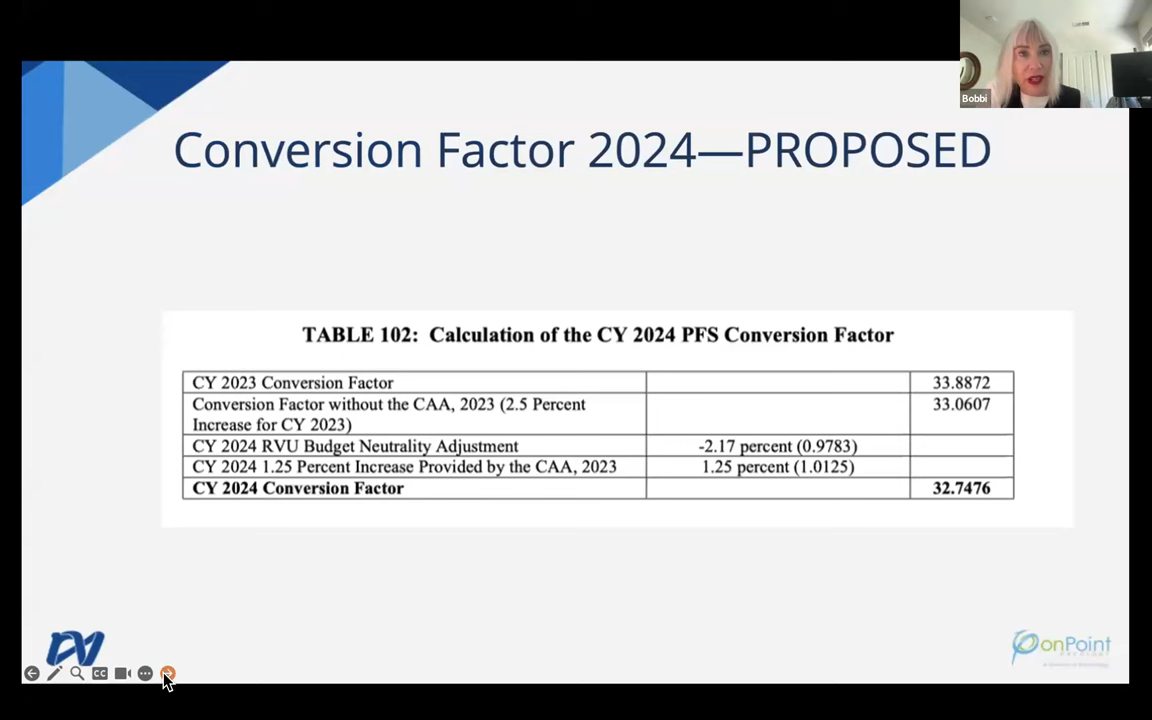 Bobbi
Conversion Factor 2024—PROPOSED
TABLE 102: Calculation of the CY 2024 PFS Conversion Factor
CY 2023 Conversion Factor 33.8872
Conversion Factor without the CAA, 2023 (2.5 Percent 33.0607
Increase for CY 2023)
CY 2024 RVU Budget Neutrality Adjustment -2.17 percent (0.9783)
CY 2024 1.25 Percent Increase Provided by the CAA, 2023 1.25 percent (1.0125)
CY 2024 Conversion Factor 32.7476
onPoint
CC